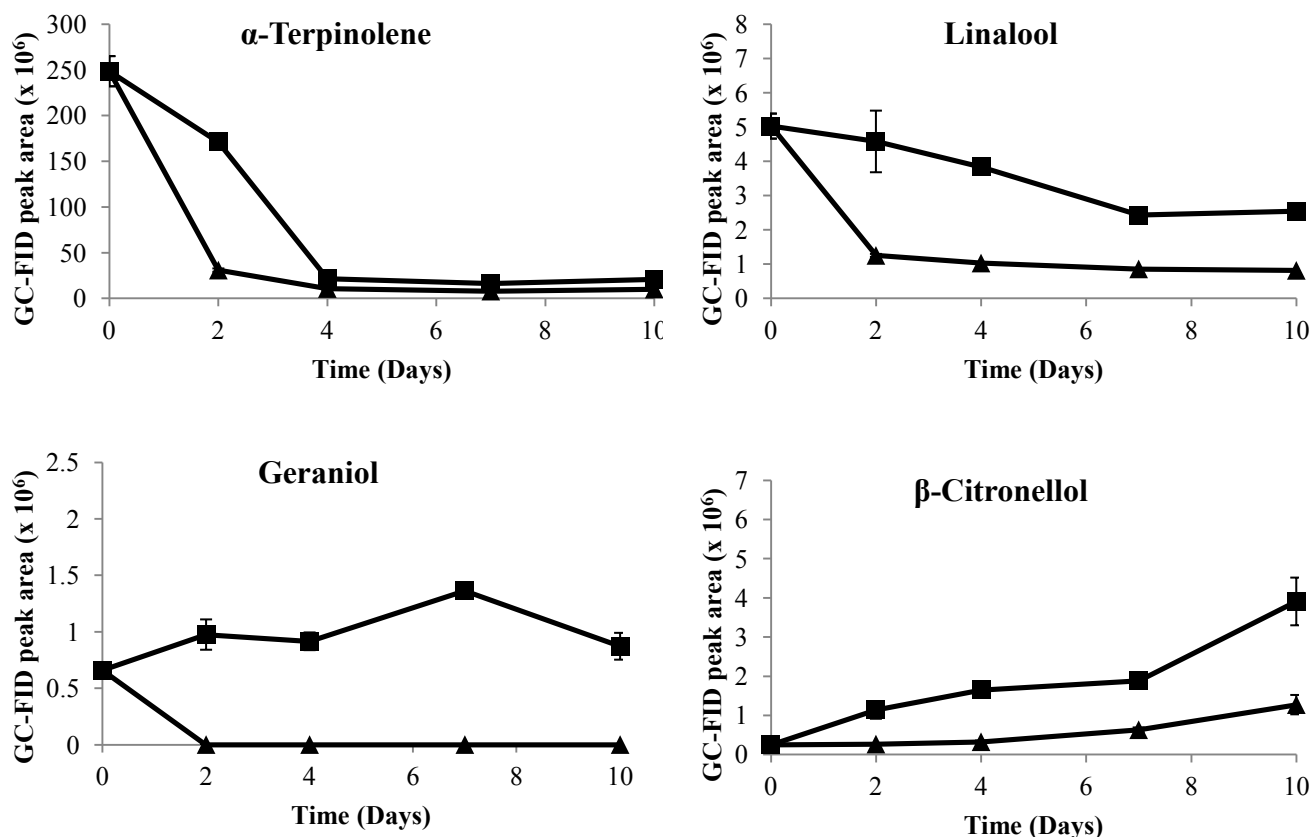 α-Terpinolene
GC-FID peak area (x 10⁶)
300
250
200
150
100
50
0
0 2 4 6 8 10
Time (Days)
Linalool
GC-FID peak area (x 10⁶)
8
7
6
5
4
3
2
1
0
0 2 4 6 8 10
Time (Days)
Geraniol
GC-FID peak area (x 10⁶)
2.5
2
1.5
1
0.5
0
0 2 4 6 8 10
Time (Days)
β-Citronellol
GC-FID peak area (x 10⁶)
7
6
5
4
3
2
1
0
0 2 4 6 8 10
Time (Days)